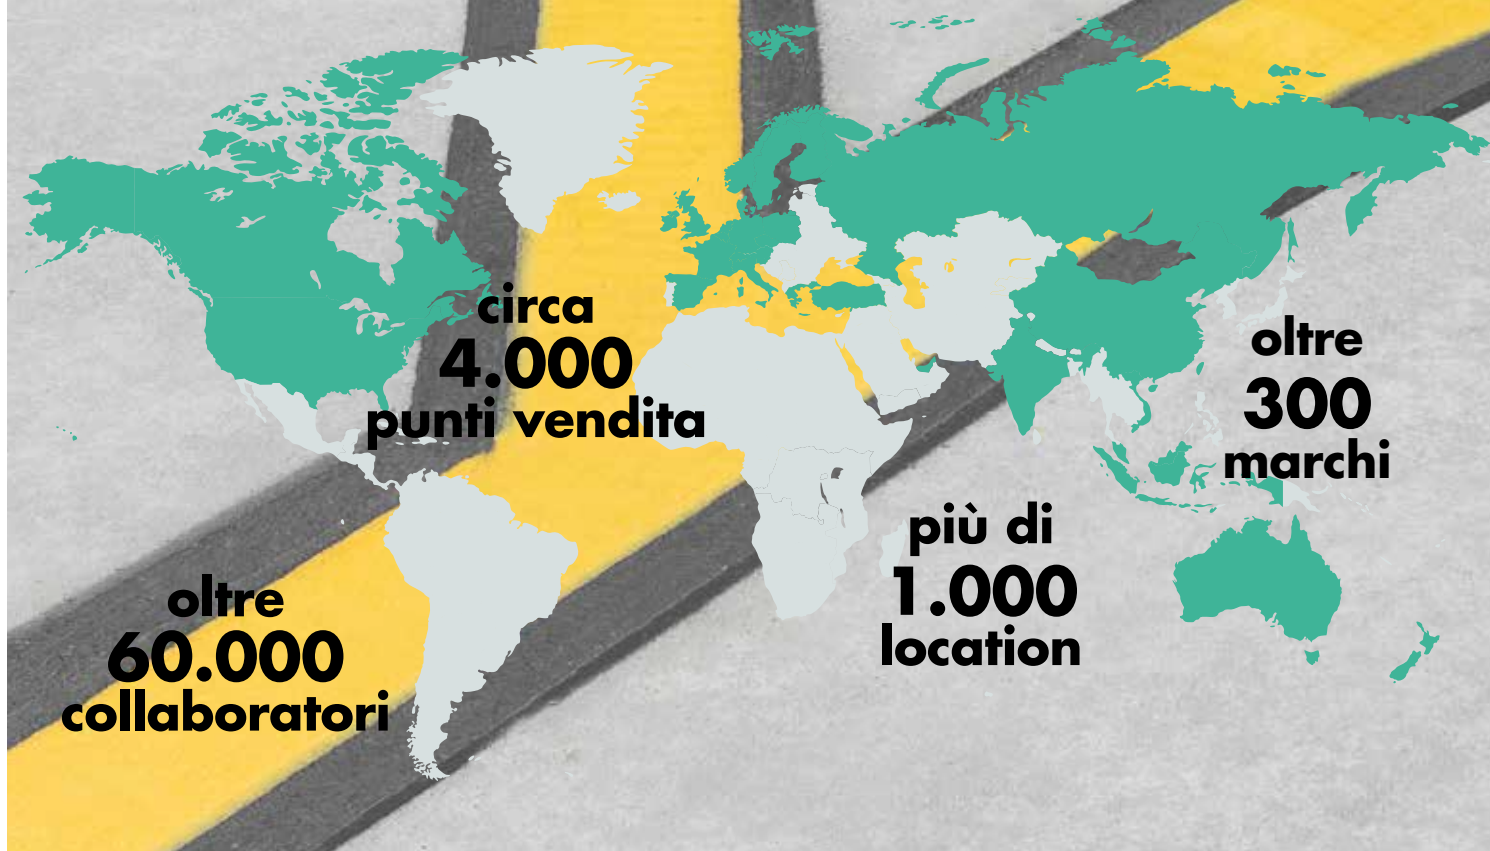 circa
4.000
punti vendita
oltre
300
marchi
più di
1.000
location
oltre
60.000
collaboratori